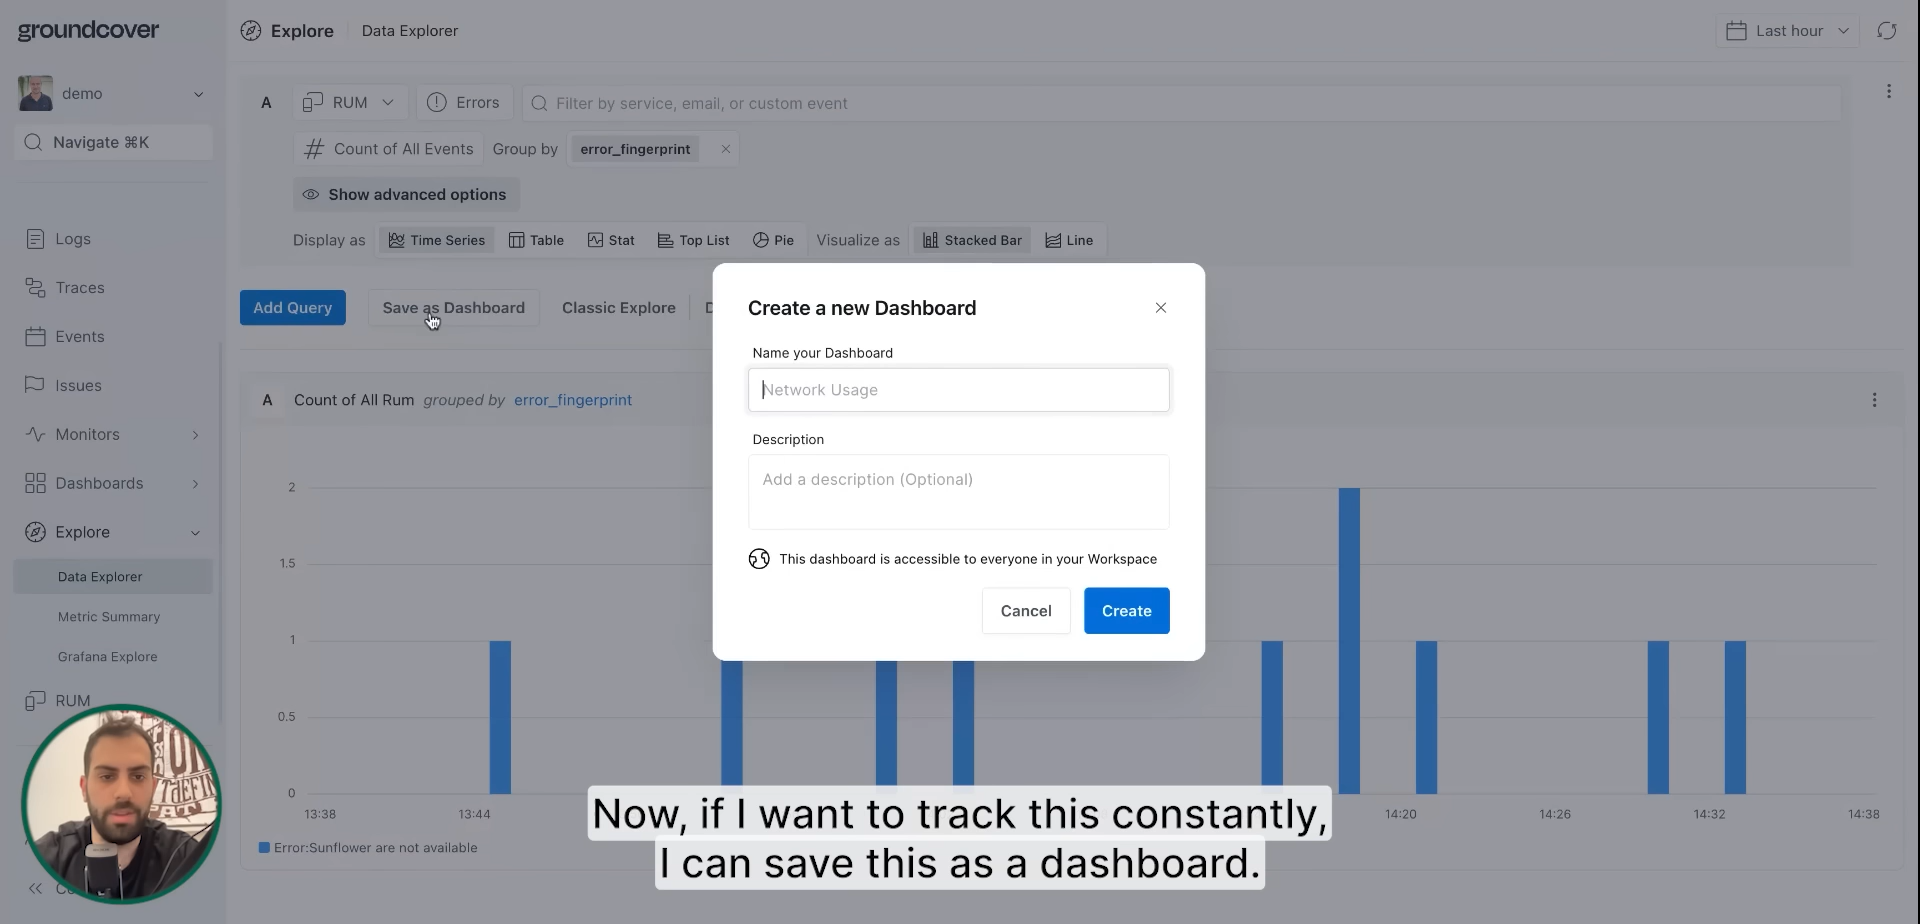 groundcover
Explore
Data Explorer
Last hour
demo
Navigate ⌘K
A
RUM
Errors
Filter by service, email, or custom event
Count of All Events
Group by
error_fingerprint
Show advanced options
Display as
Time Series
Table
Stat
Top List
Pie
Visualize as
Stacked Bar
Line
Add Query
Save as Dashboard
Classic Explore
Logs
Traces
Events
Issues
Monitors
Dashboards
Explore
Data Explorer
Metric Summary
Grafana Explore
RUM
Create a new Dashboard
Name your Dashboard
Network Usage
Description
Add a description (Optional)
This dashboard is accessible to everyone in your Workspace
Cancel
Create
A
Count of All Rum grouped by error_fingerprint
2
1.5
1
0.5
0
13:38
13:44
14:20
14:26
14:32
14:38
Error:Sunflower are not available
Now, if I want to track this constantly,
I can save this as a dashboard.